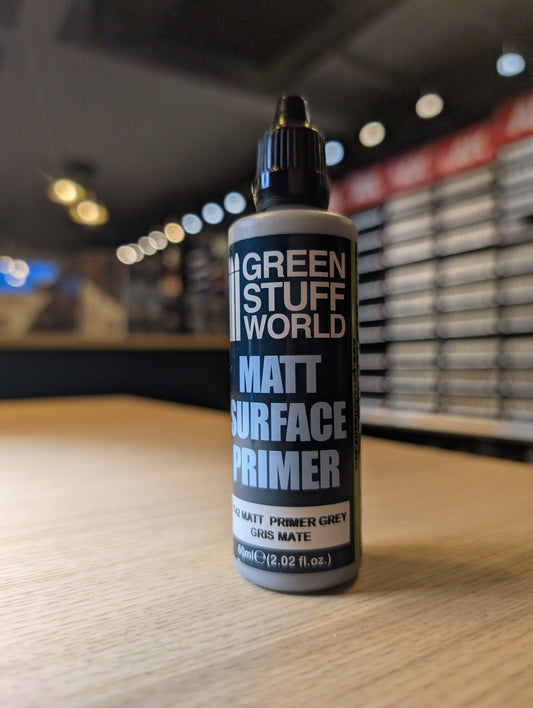 GREEN
STUFF
WORLD
MATT
SURFACE
PRIMER
MATT PRIMER GREY
GRIS MATE
60ml℮(2.02 fl.oz.)